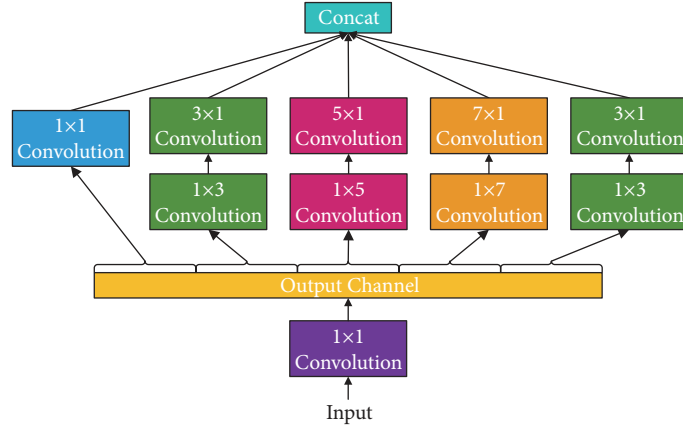 Concat
1×1
Convolution
3×1
Convolution
5×1
Convolution
7×1
Convolution
3×1
Convolution
1×3
Convolution
1×5
Convolution
1×7
Convolution
1×3
Convolution
Output Channel
1×1
Convolution
Input